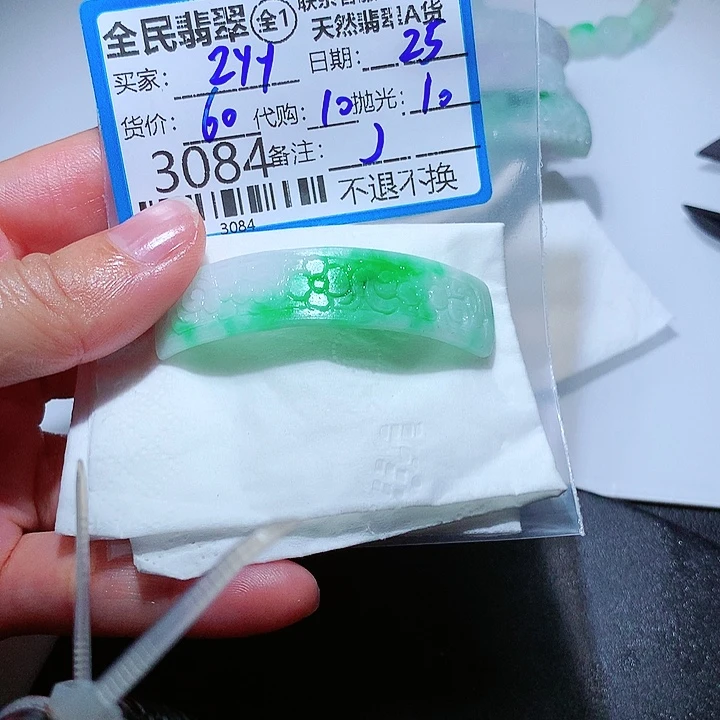 全民翡翠 全1
天然翡翠A货
买家: 244 日期: 25
货价: 60 代购: 10 抛光: 10
3084 备注:
不退不换
3084